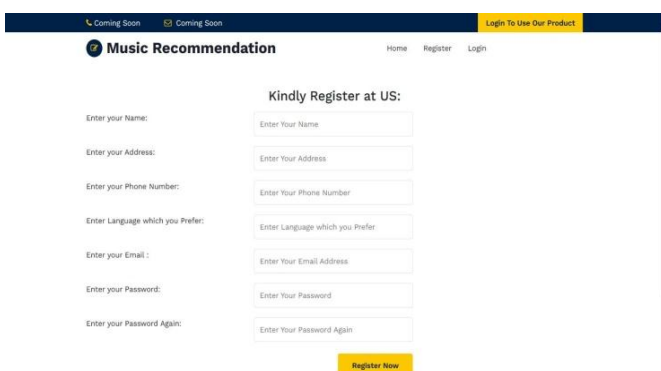 Coming Soon Coming Soon Login To Use Our Product
Music Recommendation Home Register Login
Kindly Register at US:
Enter your Name: Enter Your Name
Enter your Address: Enter Your Address
Enter your Phone Number: Enter Your Phone Number
Enter Language which you Prefer: Enter Language which you Prefer
Enter your Email : Enter Your Email Address
Enter your Password: Enter Your Password
Enter your Password Again: Enter Your Password Again
Register Now